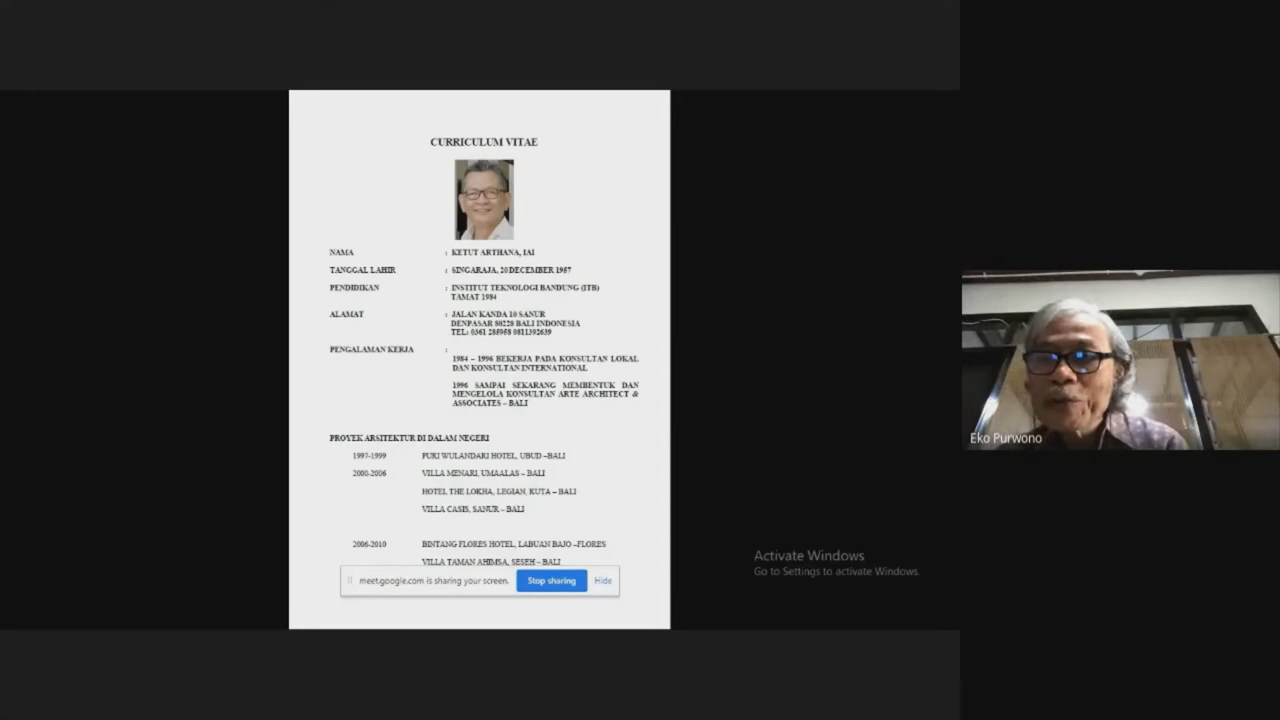 CURRICULUM VITAE
NAMA : KETUT ARTHANA, IAI
TANGGAL LAHIR : SINGARAJA, 20 DECEMBER 1957
PENDIDIKAN : INSTITUT TEKNOLOGI BANDUNG (ITB)
TAMAT 1984
ALAMAT : JALAN KANDA 10 SANUR
DENPASAR 80228 BALI INDONESIA
TEL: 0361 285958 0811392639
PENGALAMAN KERJA :
1984 – 1996 BEKERJA PADA KONSULTAN LOKAL
DAN KONSULTAN INTERNATIONAL
1996 SAMPAI SEKARANG MEMBENTUK DAN
MENGELOLA KONSULTAN ARTE ARCHITECT &
ASSOCIATES – BALI
PROYEK ARSITEKTUR DI DALAM NEGERI
1997-1999 PURI WULANDARI HOTEL, UBUD –BALI
2000-2006 VILLA MENARI, UMAALAS – BALI
HOTEL THE LOKHA, LEGIAN, KUTA – BALI
VILLA CASIS, SANUR – BALI
2006-2010 BINTANG FLORES HOTEL, LABUAN BAJO –FLORES
VILLA TAMAN AHIMSA, SESEH – BALI
meet.google.com is sharing your screen. Stop sharing Hide
Eko Purwono
Activate Windows
Go to Settings to activate Windows.